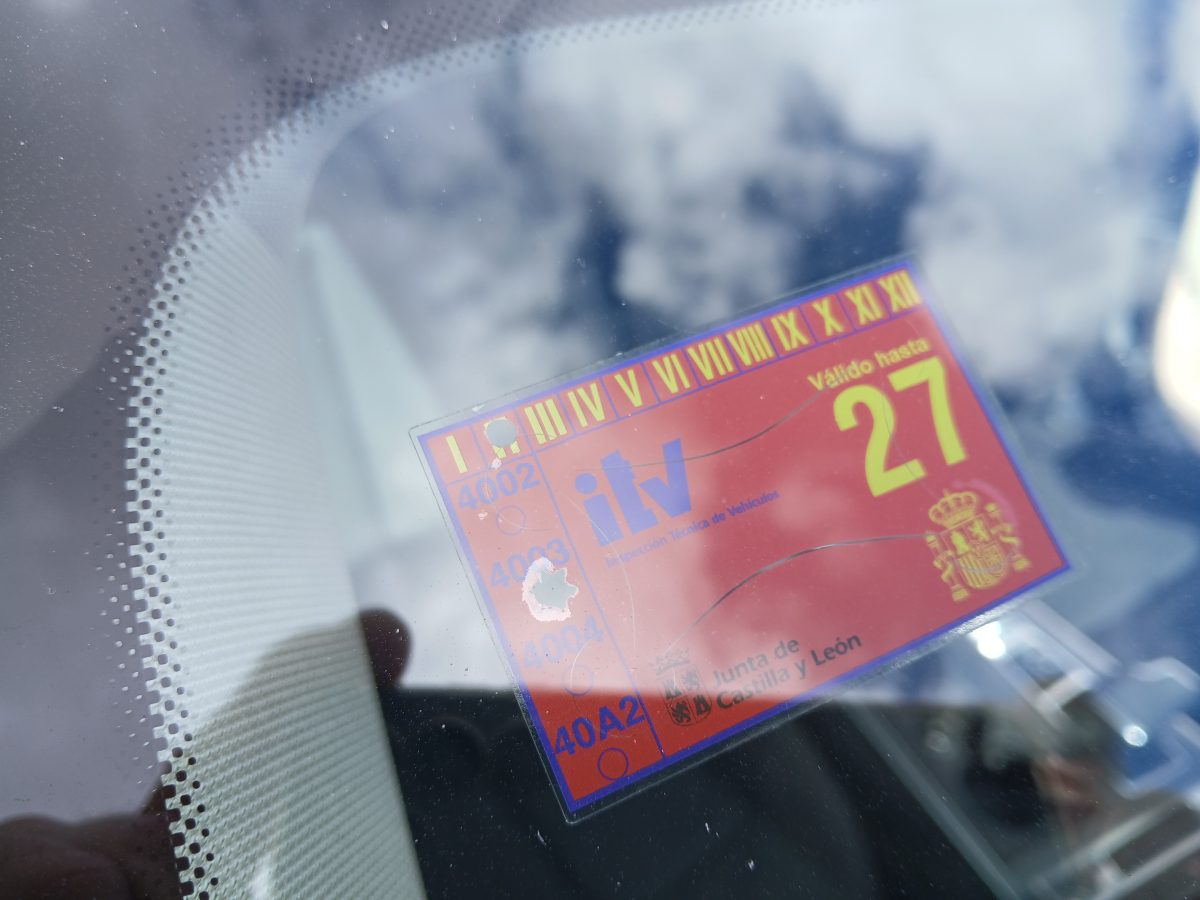 I II III IV V VI VII VIII IX X XI XII
Válido hasta
27
4002
itv
Inspección Técnica de Vehículos
4003
4004
Junta de
Castilla y León
40A2